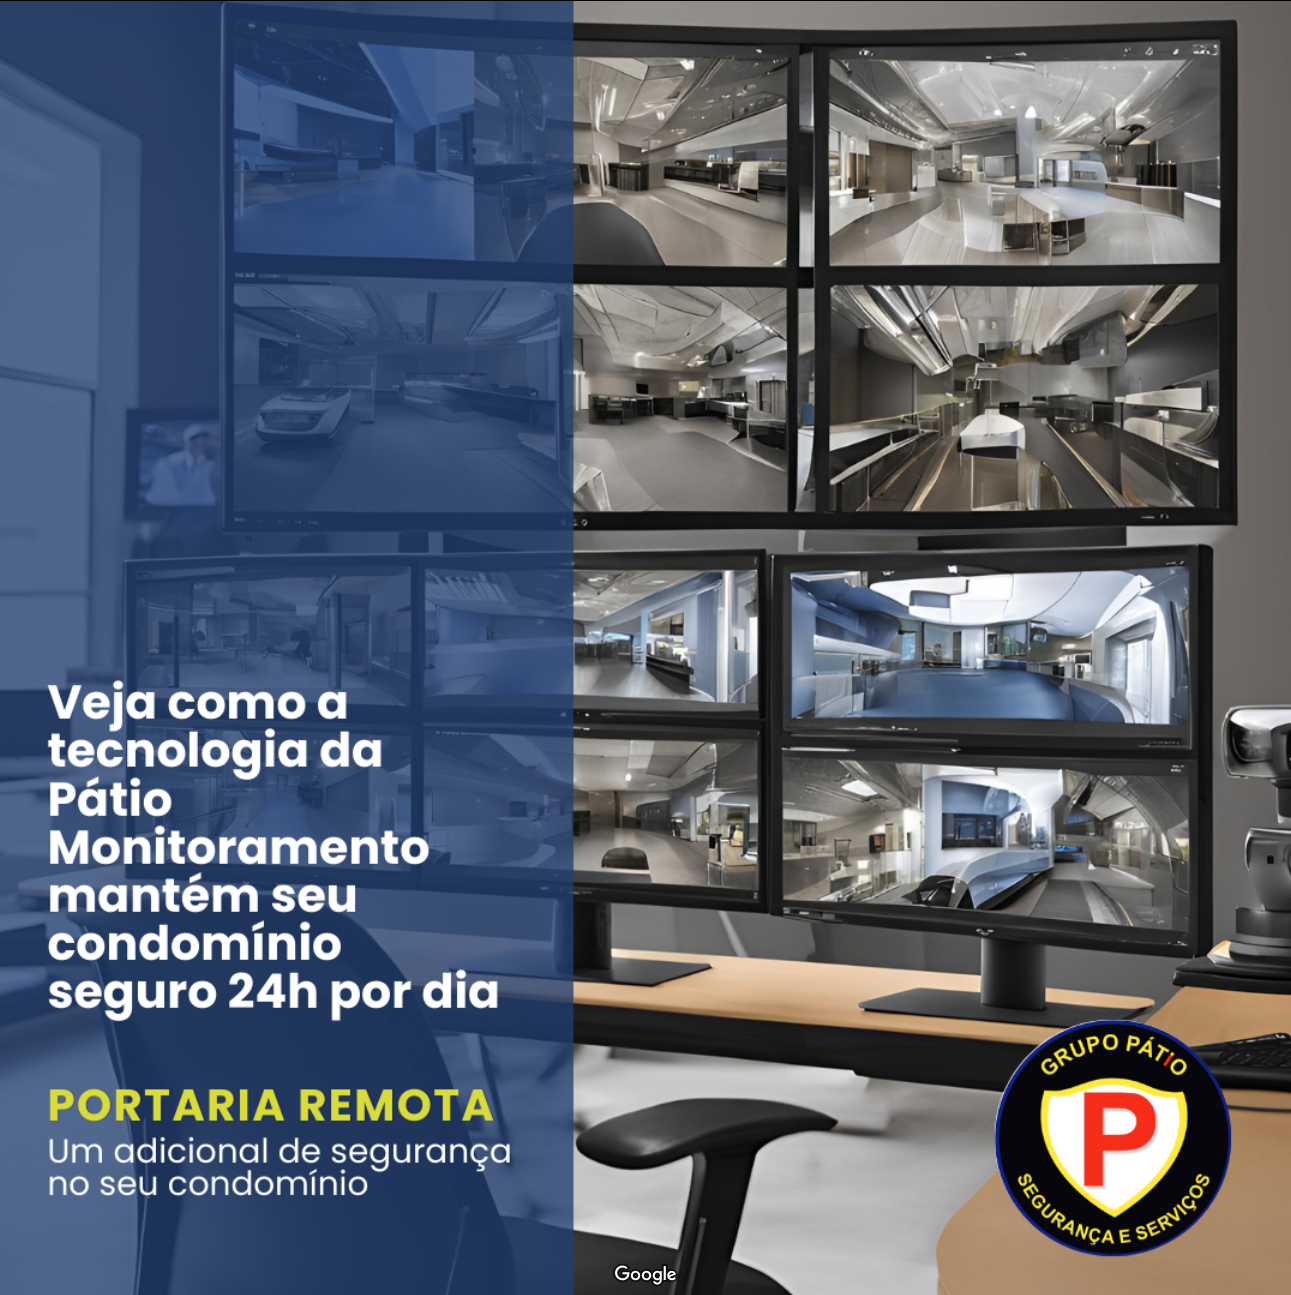 Veja como a
tecnologia da
Pátio
Monitoramento
mantém seu
condomínio
seguro 24h por dia
PORTARIA REMOTA
Um adicional de segurança
no seu condomínio
GRUPO PÁTIO
P
SEGURANÇA E SERVIÇOS
Google